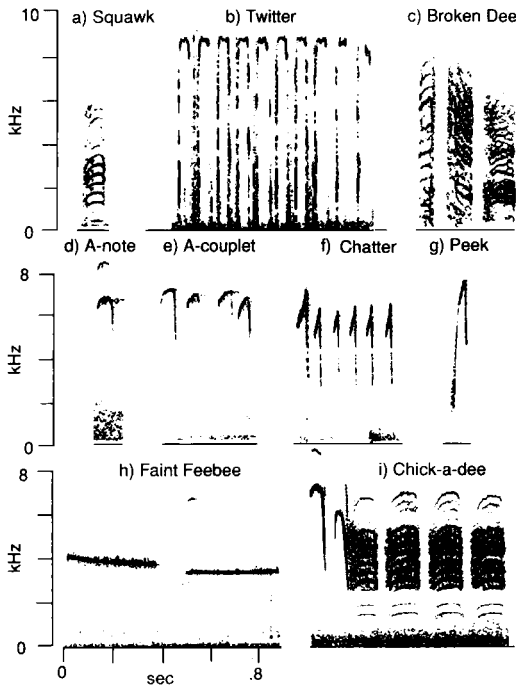 10
a) Squawk b) Twitter c) Broken Dee
kHz
0
d) A-note e) A-couplet f) Chatter g) Peek
8
kHz
0
h) Faint Feebee i) Chick-a-dee
8
kHz
0
0 sec .8